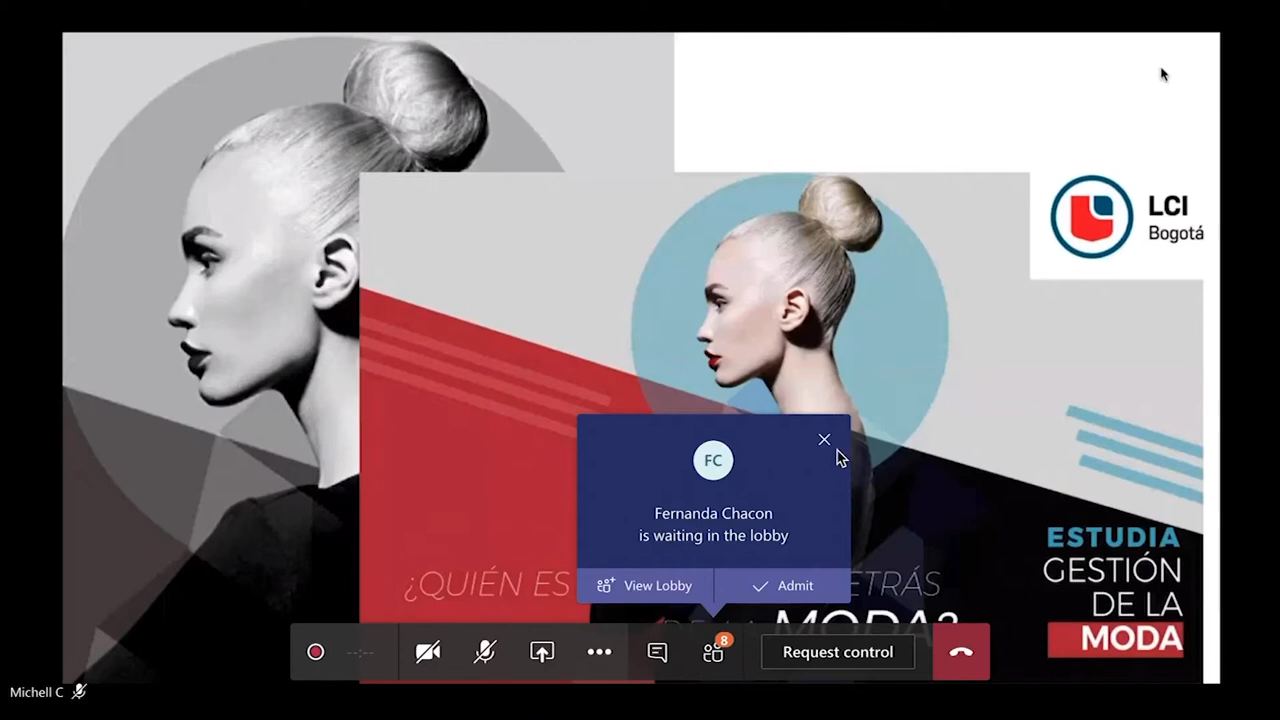 LCI
Bogotá
FC
Fernanda Chacon
is waiting in the lobby
View Lobby
Admit
¿QUIÉN ES
ETRÁS
MODA?
ESTUDIA
GESTIÓN
DE LA
MODA
8
--:--
Request control
Michell C